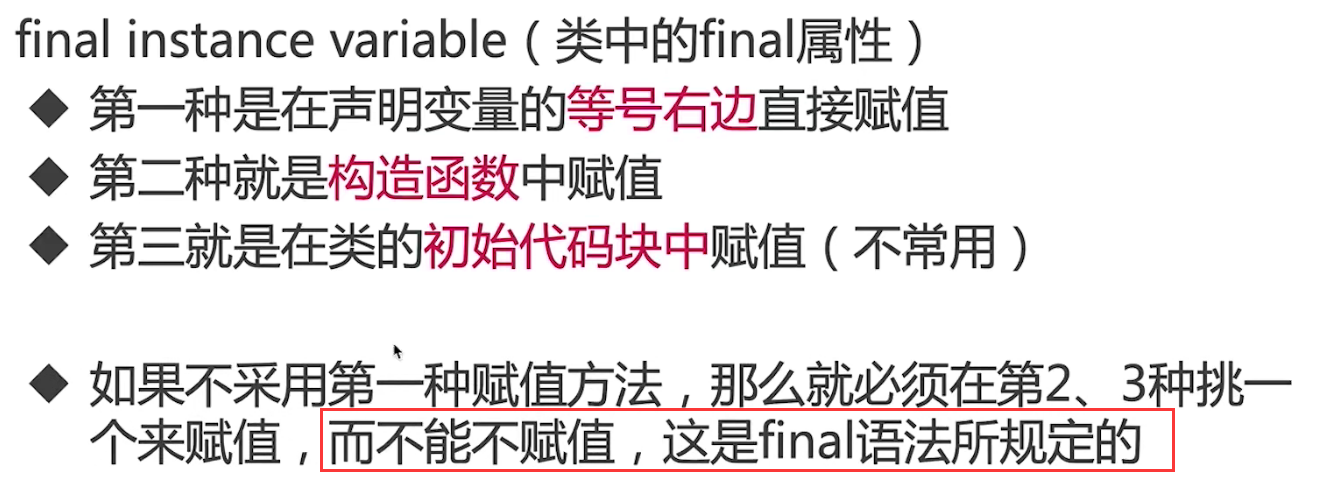 final instance variable（类中的final属性）
◆ 第一种是在声明变量的等号右边直接赋值
◆ 第二种就是构造函数中赋值
◆ 第三就是在类的初始代码块中赋值（不常用）
◆ 如果不采用第一种赋值方法，那么就必须在第2、3种挑一
个来赋值，而不能不赋值，这是final语法所规定的